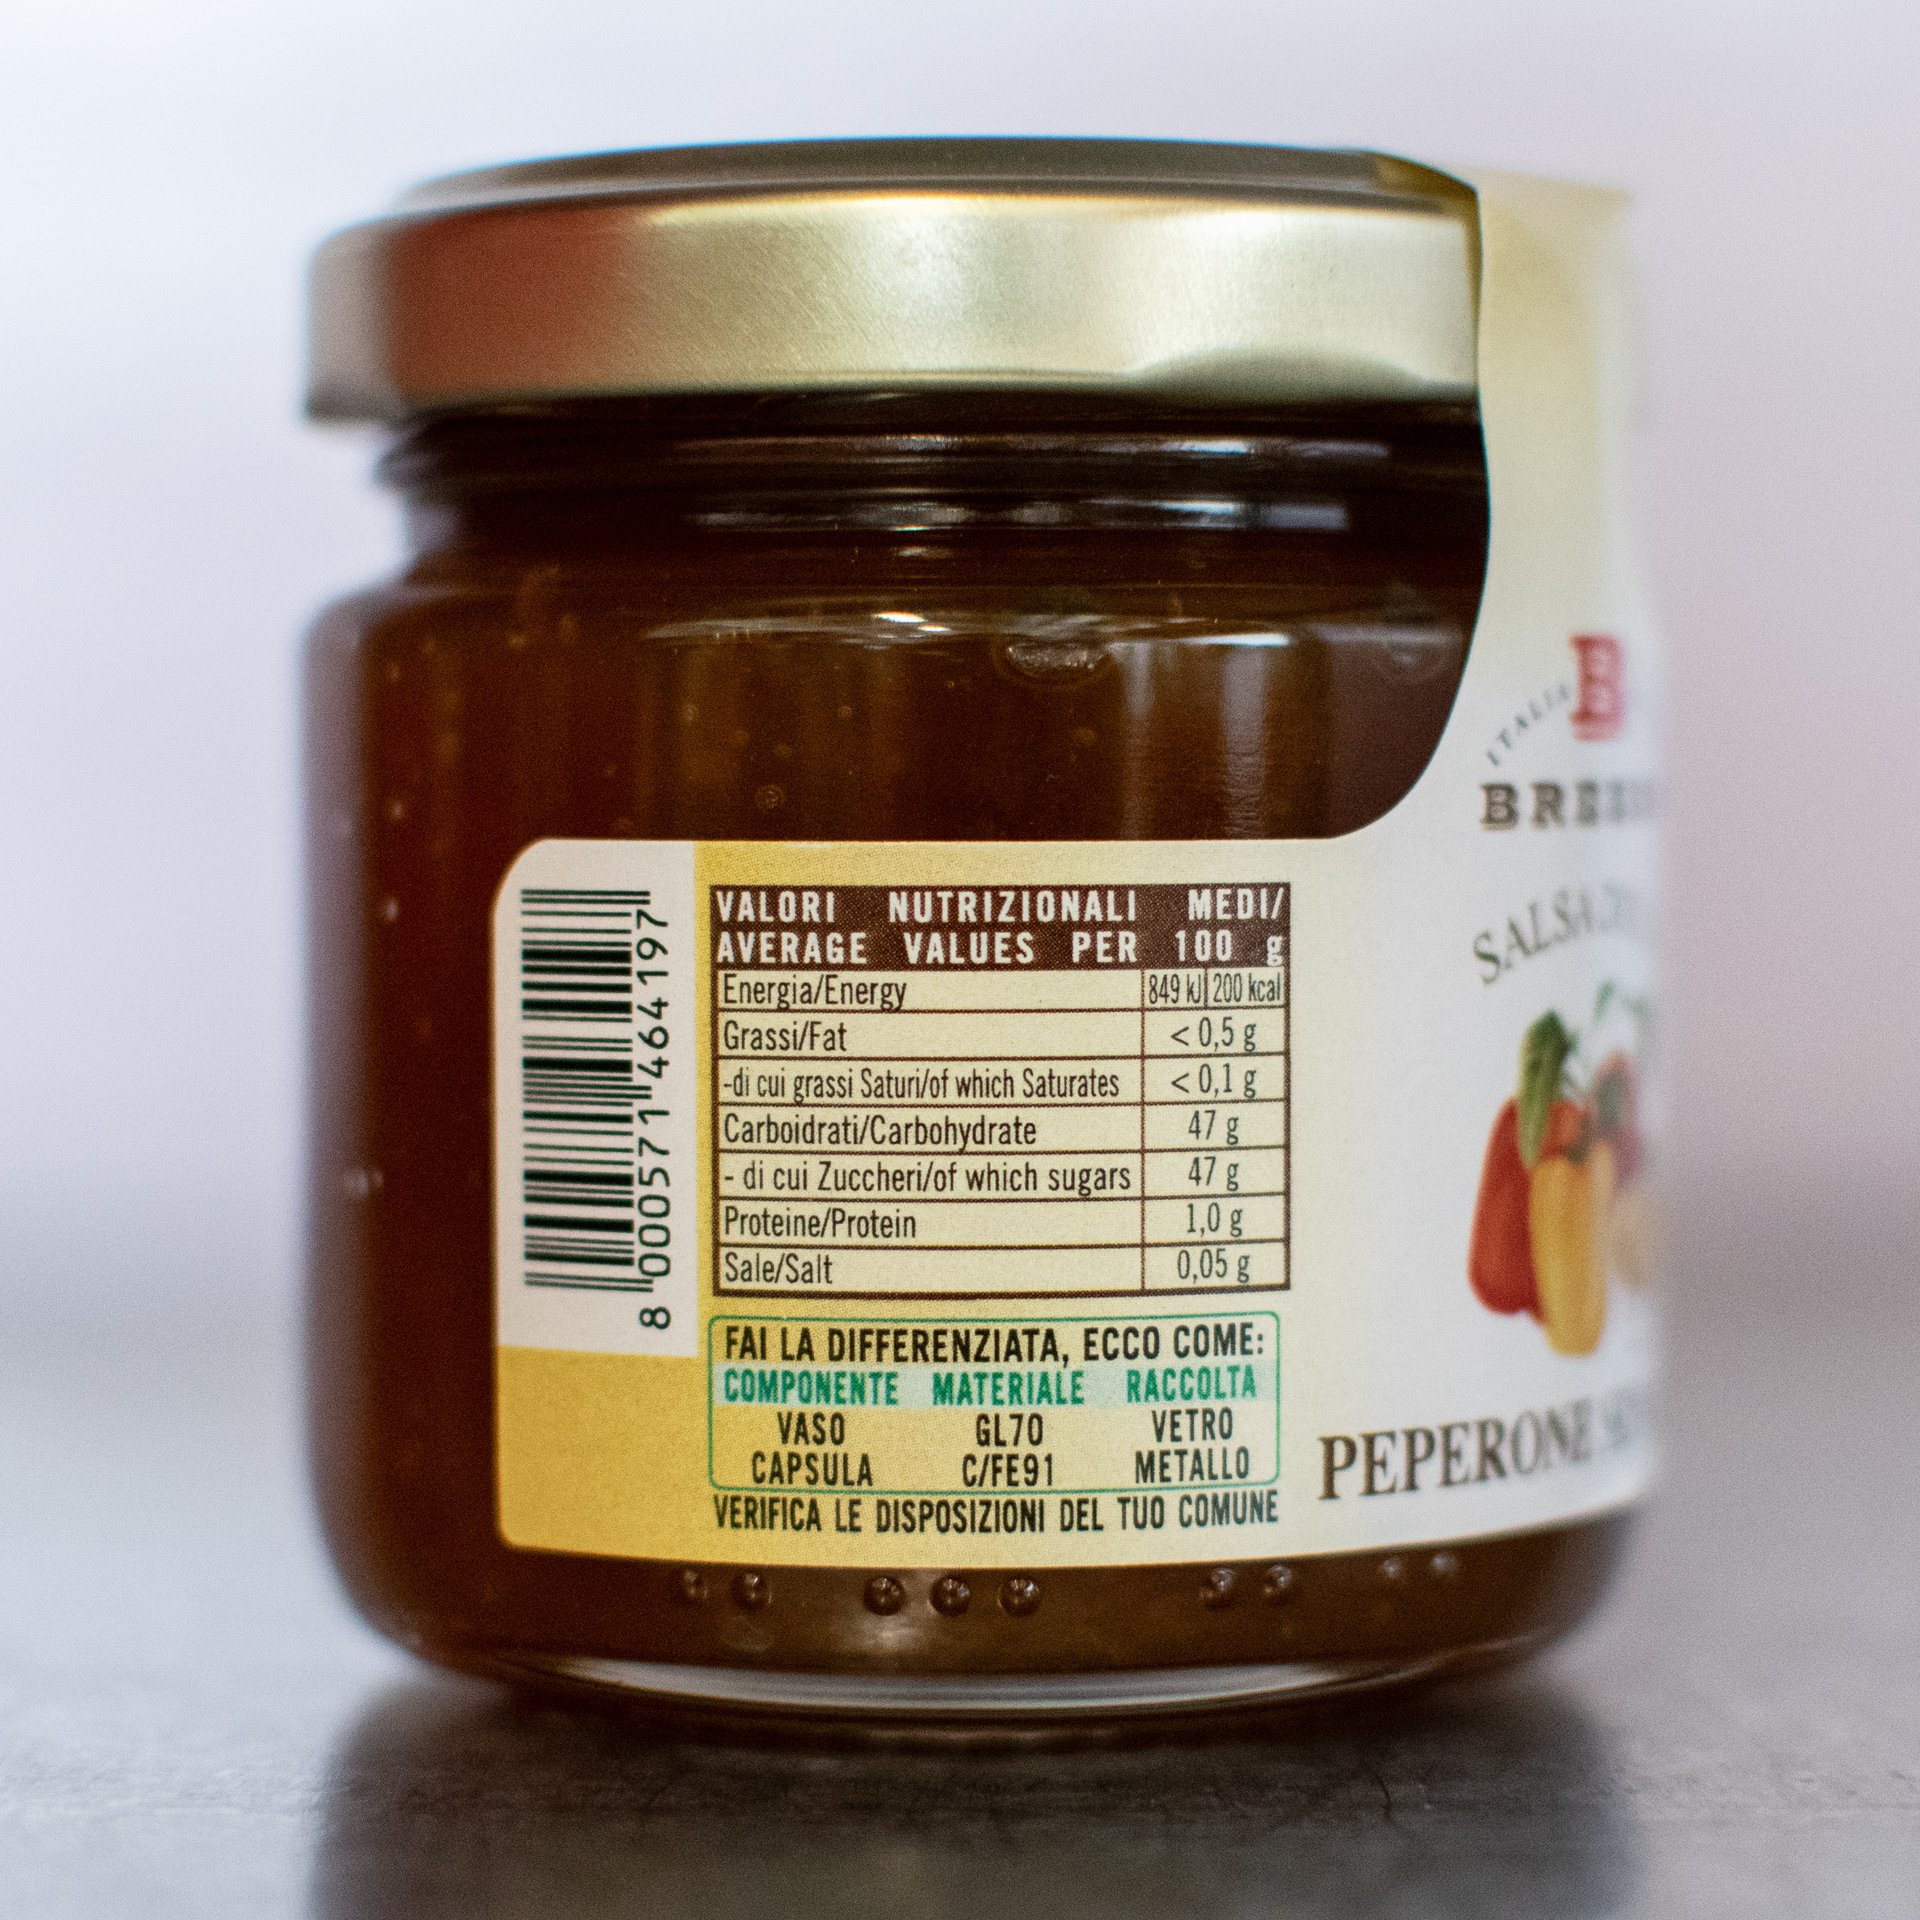 ITALIA
B
SALSA
PEPERONE
8 000571 464197
VALORI NUTRIZIONALI MEDI/
AVERAGE VALUES PER 100 g
Energia/Energy 849 kJ 200 kcal
Grassi/Fat < 0,5 g
-di cui grassi Saturi/of which Saturates < 0,1 g
Carboidrati/Carbohydrate 47 g
- di cui Zuccheri/of which sugars 47 g
Proteine/Protein 1,0 g
Sale/Salt 0,05 g
FAI LA DIFFERENZIATA, ECCO COME:
COMPONENTE MATERIALE RACCOLTA
VASO GL70 VETRO
CAPSULA C/FE91 METALLO
VERIFICA LE DISPOSIZIONI DEL TUO COMUNE